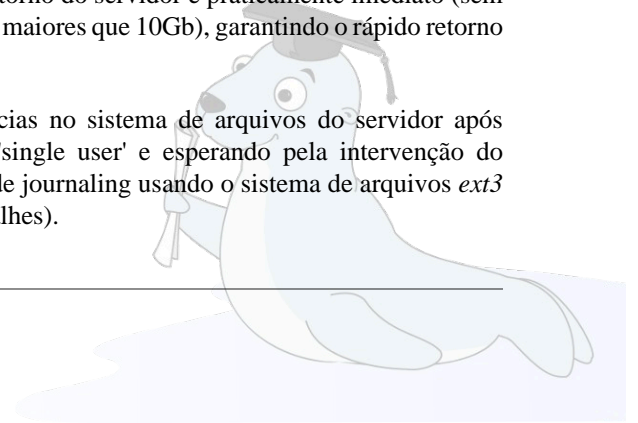 torno do servidor é praticamente imediato (sem
maiores que 10Gb), garantindo o rápido retorno
cias no sistema de arquivos do servidor após
'single user' e esperando pela intervenção do
de journaling usando o sistema de arquivos ext3
alhes).